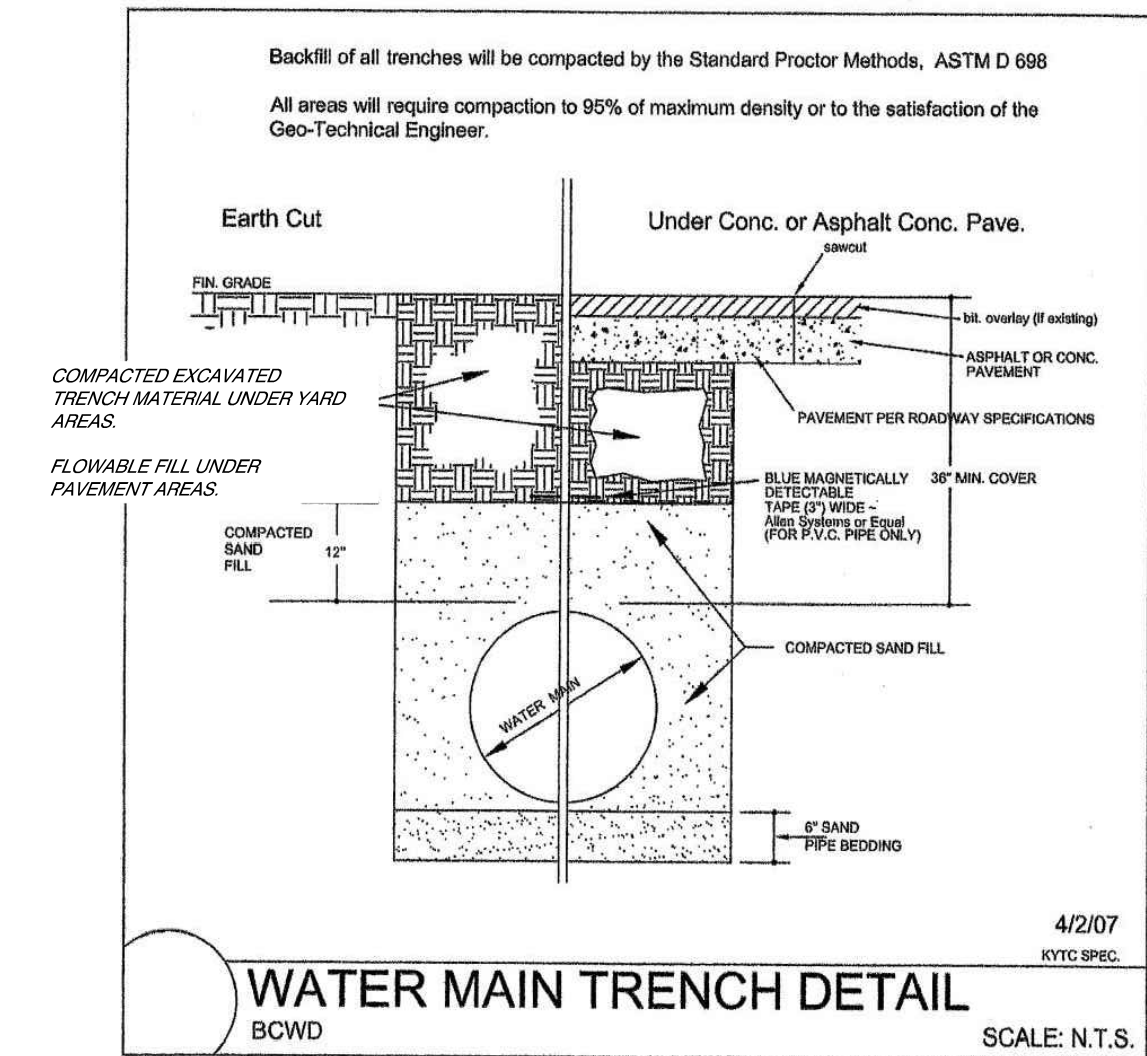 Backfill of all trenches will be compacted by the Standard Proctor Methods, ASTM D 698
All areas will require compaction to 95% of maximum density or to the satisfaction of the
Geo-Technical Engineer.
Earth Cut
Under Conc. or Asphalt Conc. Pave.
sawcut
FIN. GRADE
bit. overlay (if existing)
ASPHALT OR CONC.
PAVEMENT
COMPACTED EXCAVATED
TRENCH MATERIAL UNDER YARD
AREAS.
PAVEMENT PER ROADWAY SPECIFICATIONS
FLOWABLE FILL UNDER
PAVEMENT AREAS.
BLUE MAGNETICALLY
DETECTABLE
TAPE (3") WIDE ~
Allen Systems or Equal
(FOR P.V.C. PIPE ONLY)
36" MIN. COVER
COMPACTED
SAND
FILL
12"
COMPACTED SAND FILL
WATER MAIN
6" SAND
PIPE BEDDING
4/2/07
KYTC SPEC.
WATER MAIN TRENCH DETAIL
BCWD
SCALE: N.T.S.